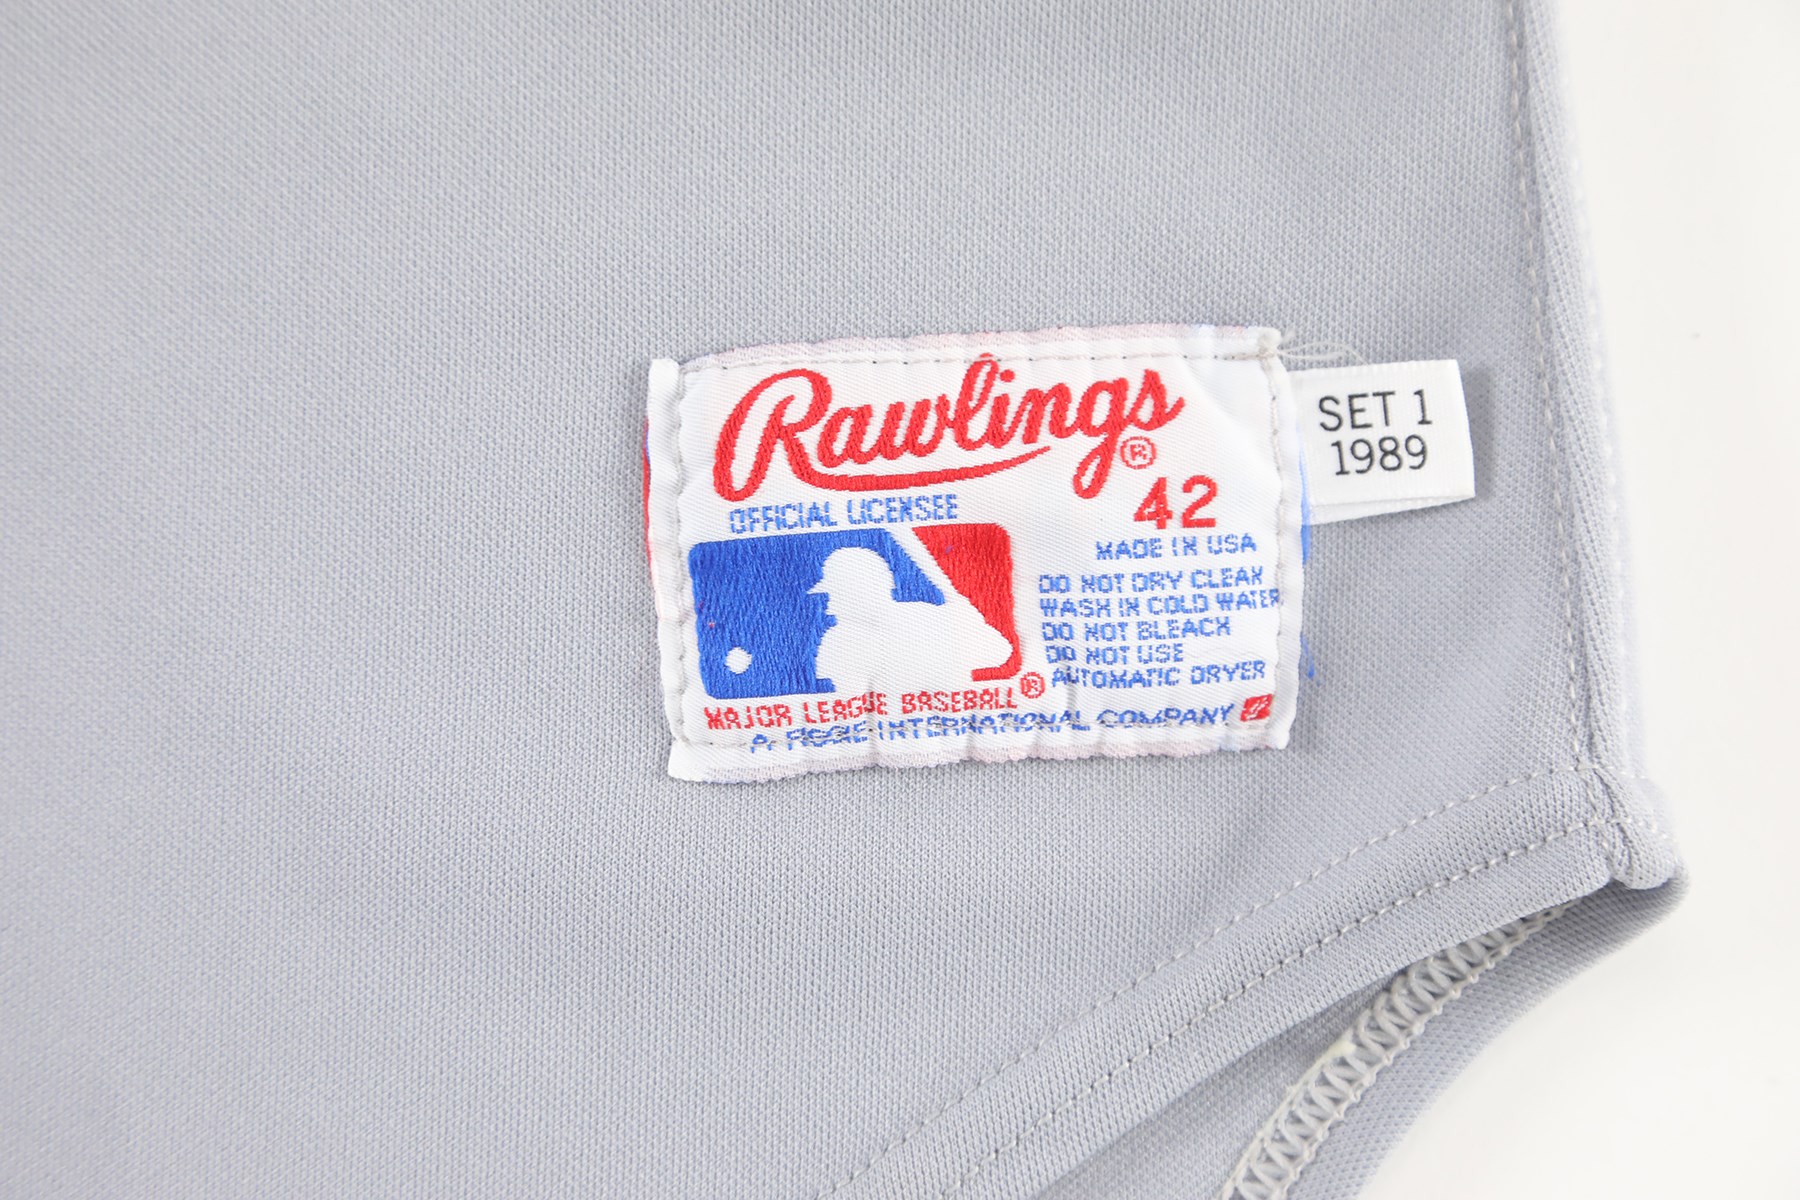 Rawlings®
42
OFFICIAL LICENSEE
MADE IN USA
DO NOT DRY CLEAN
WASH IN COLD WATER
DO NOT BLEACH
DO NOT USE
AUTOMATIC DRYER
MAJOR LEAGUE BASEBALL®
A FIGGIE INTERNATIONAL COMPANY
SET 1
1989